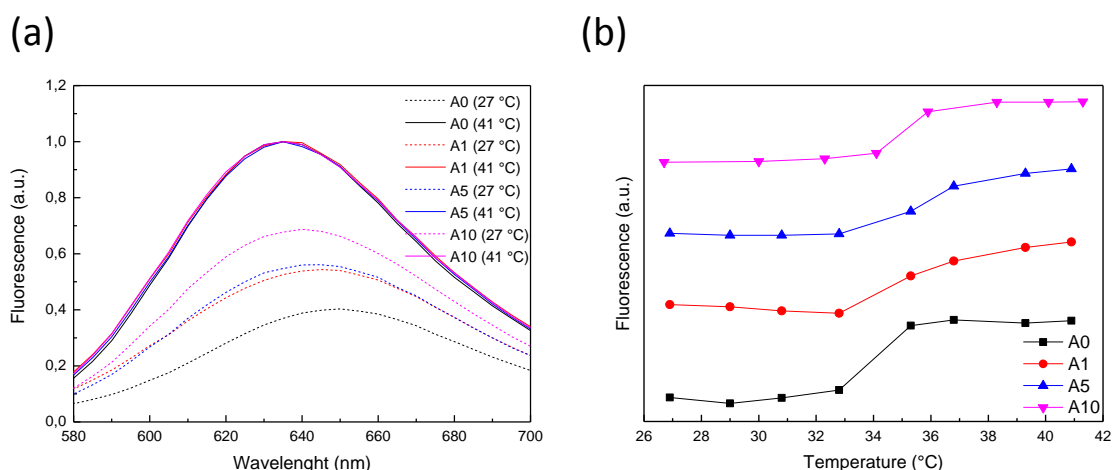 (a)
(b)
1,2
1,0
0,8
0,6
0,4
0,2
0,0
Fluorescence (a.u.)
A0 (27 °C)
A0 (41 °C)
A1 (27 °C)
A1 (41 °C)
A5 (27 °C)
A5 (41 °C)
A10 (27 °C)
A10 (41 °C)
580 600 620 640 660 680 700
Wavelenght (nm)
Fluorescence (a.u.)
A0
A1
A5
A10
26 28 30 32 34 36 38 40 42
Temperature (°C)